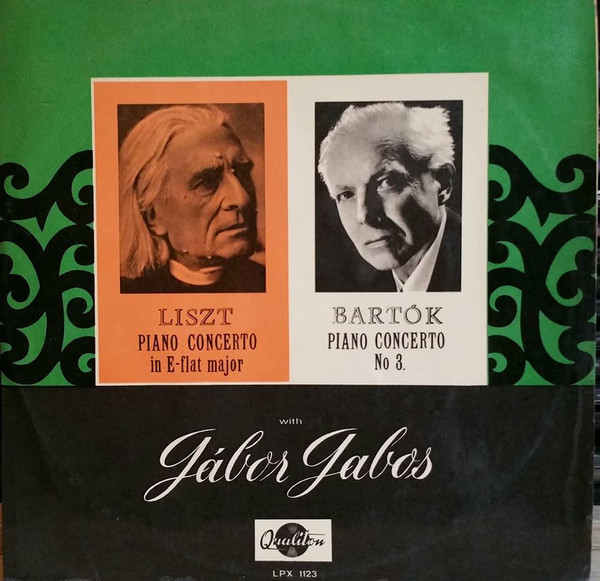 LISZT
PIANO CONCERTO
in E-flat major
BARTÓK
PIANO CONCERTO
No 3.
with
Gábor Gabos
Qualiton
LPX 1123